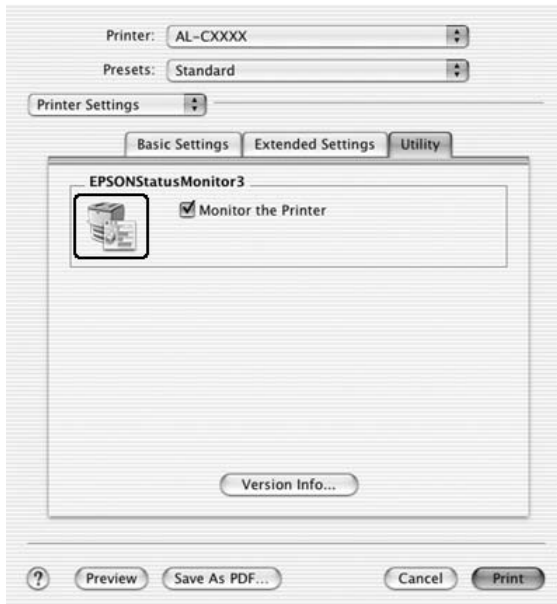 Printer: AL-CXXXX
Presets: Standard
Printer Settings
Basic Settings Extended Settings Utility
EPSONStatusMonitor3
Monitor the Printer
Version Info...
? Preview Save As PDF... Cancel Print